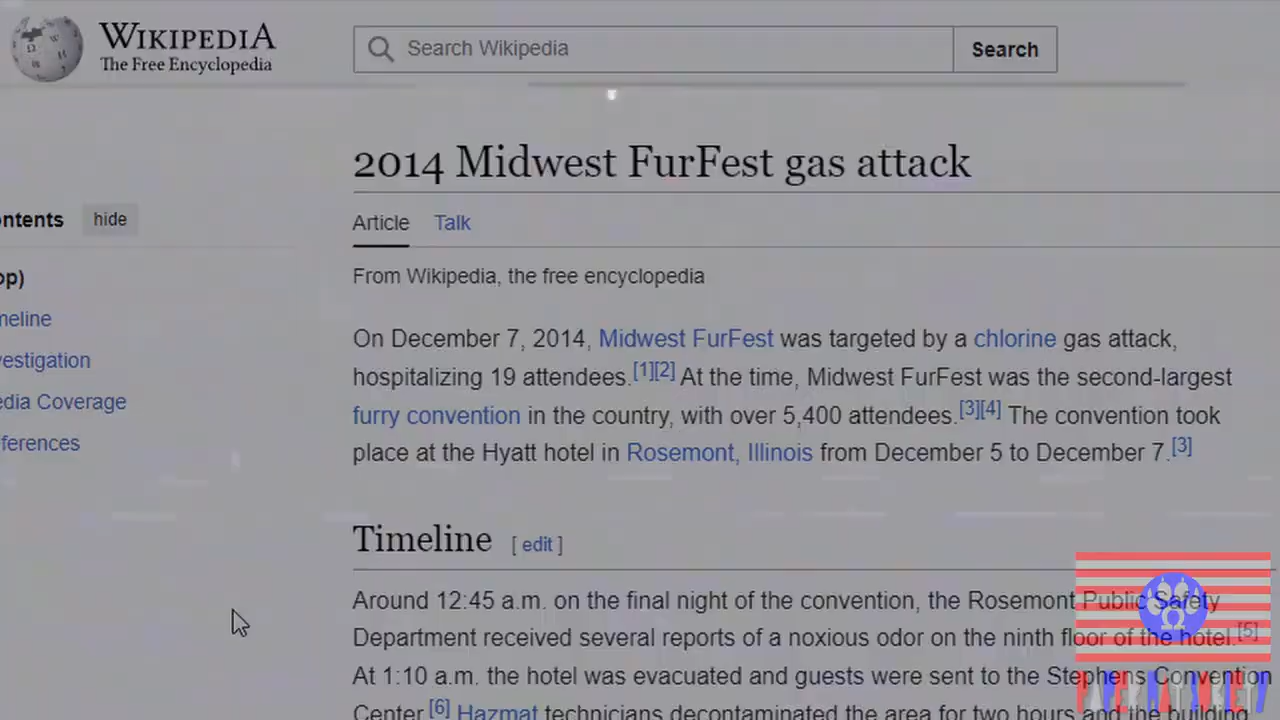 WIKIPEDIA
The Free Encyclopedia
Search Wikipedia
Search
2014 Midwest FurFest gas attack
ontents hide
Article Talk
From Wikipedia, the free encyclopedia
op)
meline
vestigation
edia Coverage
ferences
On December 7, 2014, Midwest FurFest was targeted by a chlorine gas attack,
hospitalizing 19 attendees.[1][2] At the time, Midwest FurFest was the second-largest
furry convention in the country, with over 5,400 attendees.[3][4] The convention took
place at the Hyatt hotel in Rosemont, Illinois from December 5 to December 7.[3]
Timeline [ edit ]
Around 12:45 a.m. on the final night of the convention, the Rosemont Public Safety
Department received several reports of a noxious odor on the ninth floor of the hotel.[5]
At 1:10 a.m. the hotel was evacuated and guests were sent to the Stephens Convention
Center.[6] Hazmat technicians decontaminated the area for two hours and the building